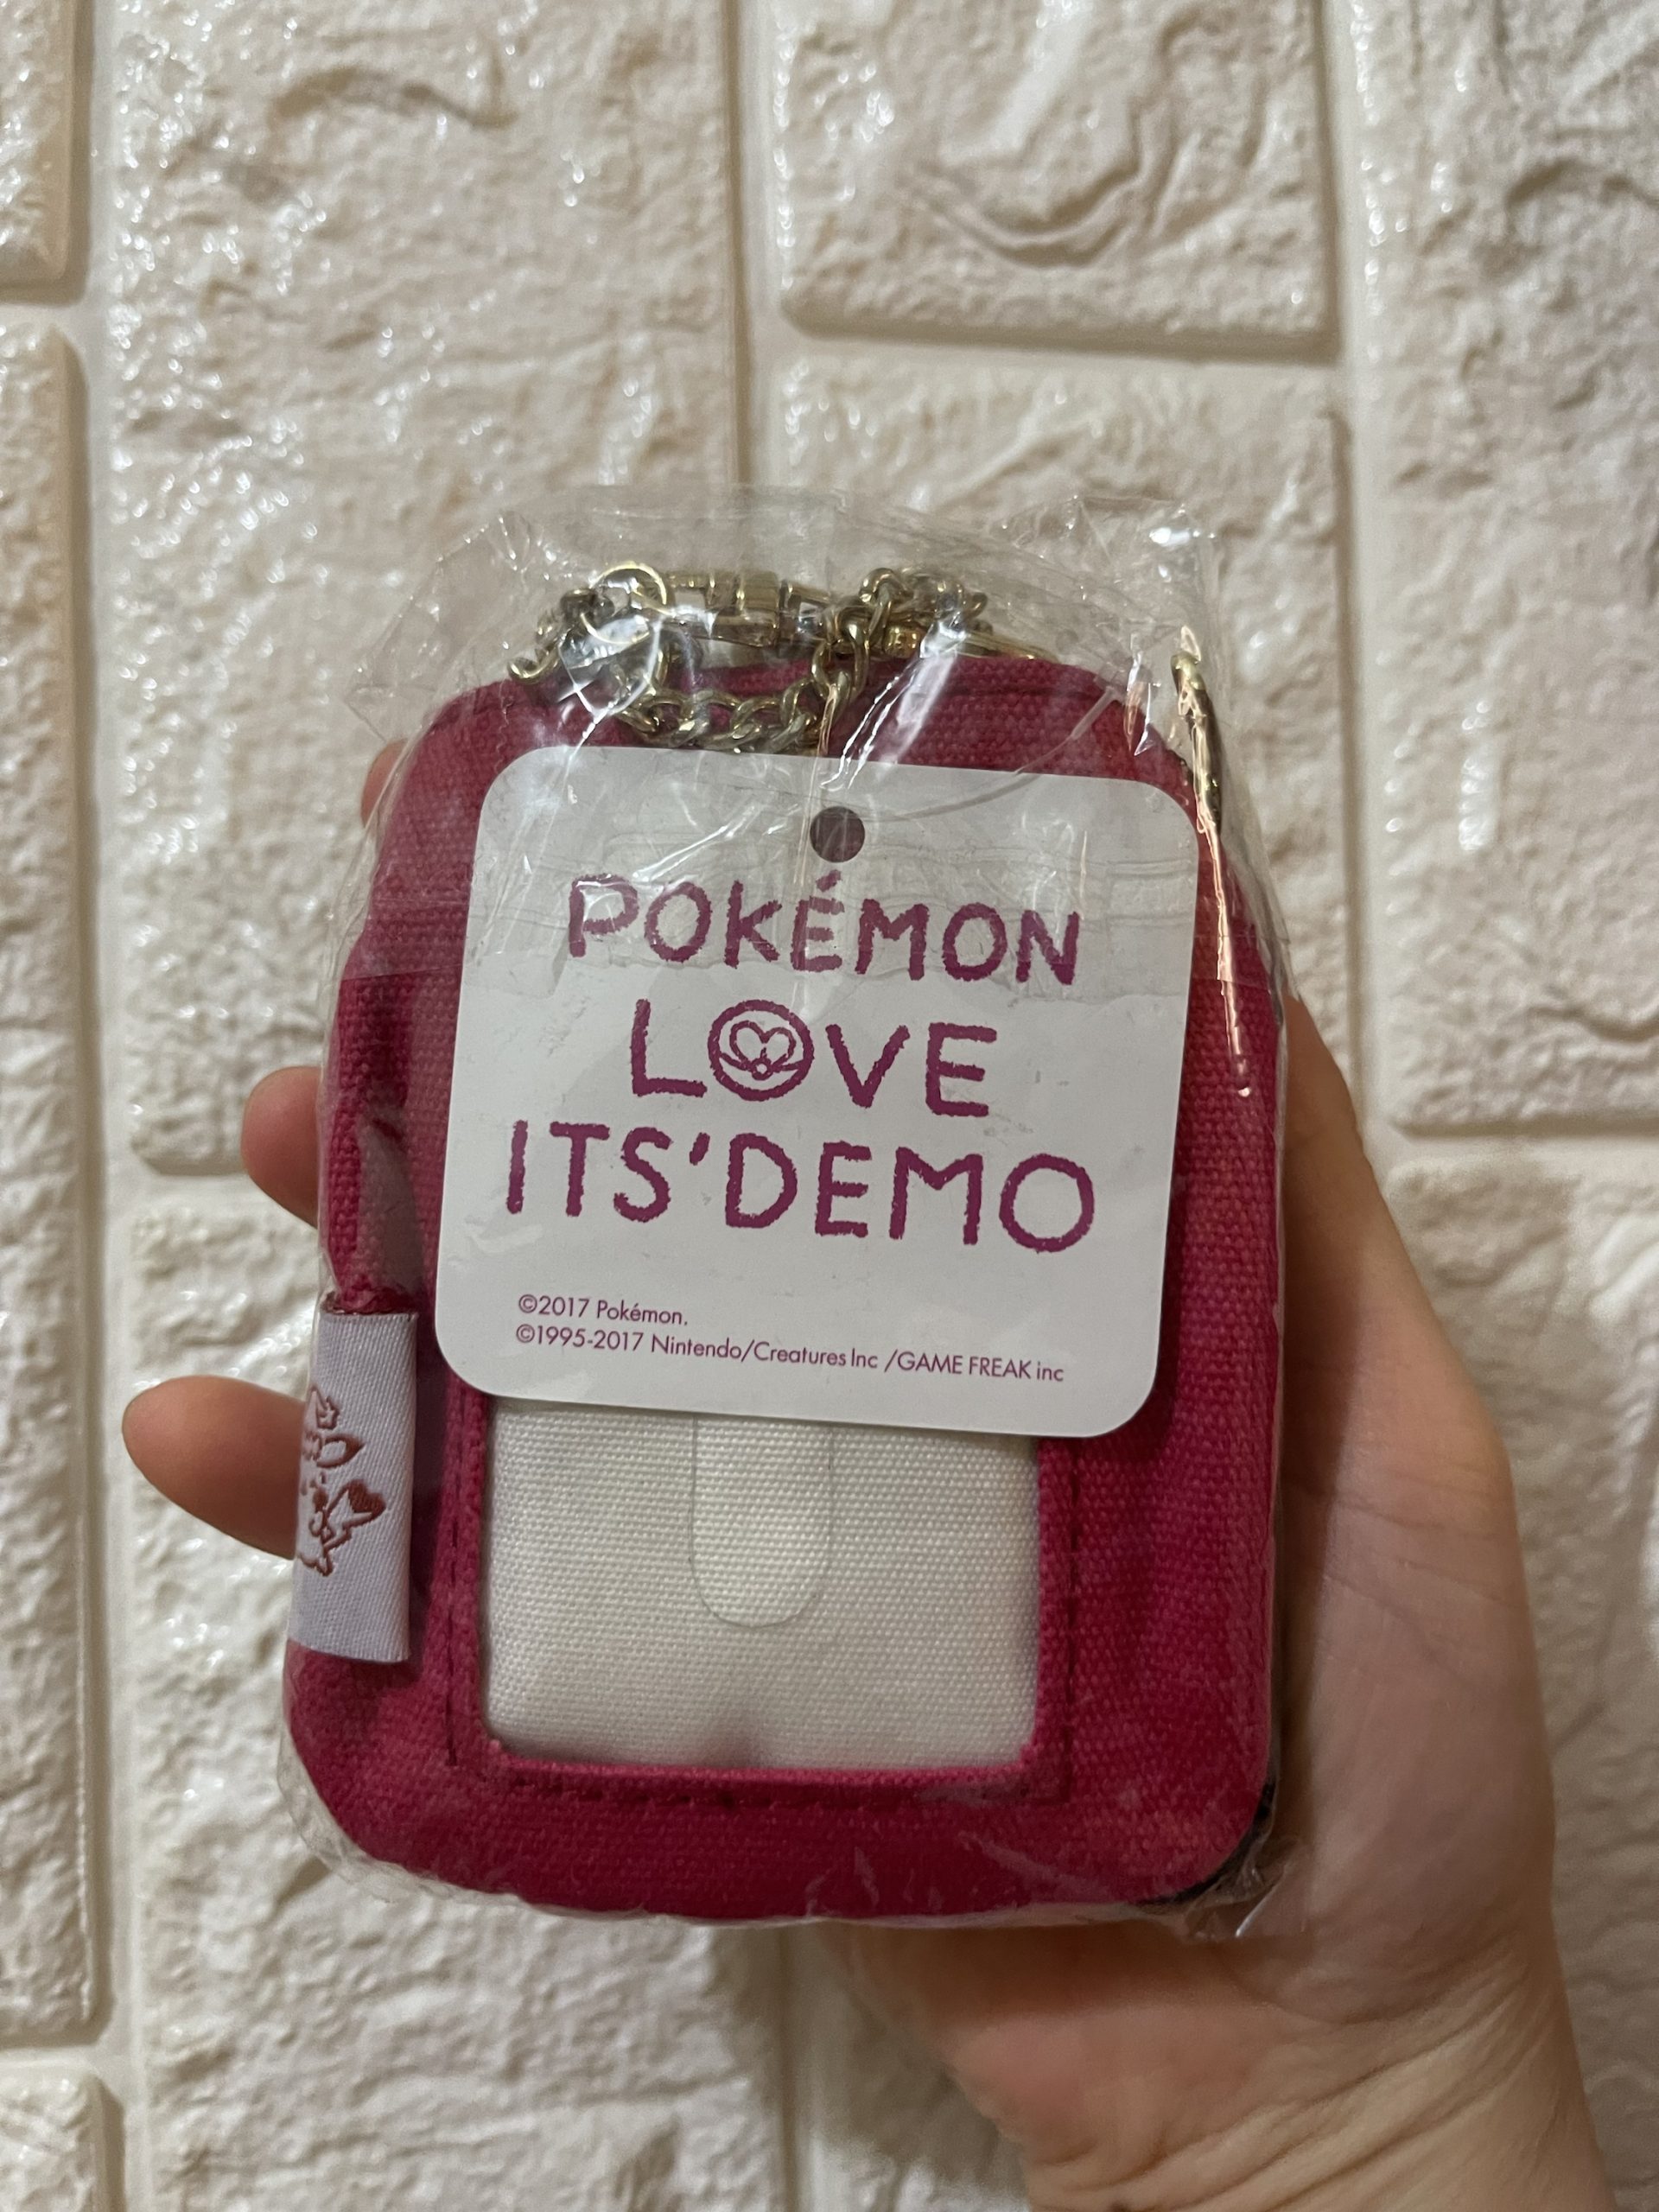 POKÉMON
LOVE
ITS'DEMO
©2017 Pokémon.
©1995-2017 Nintendo/Creatures Inc /GAME FREAK inc